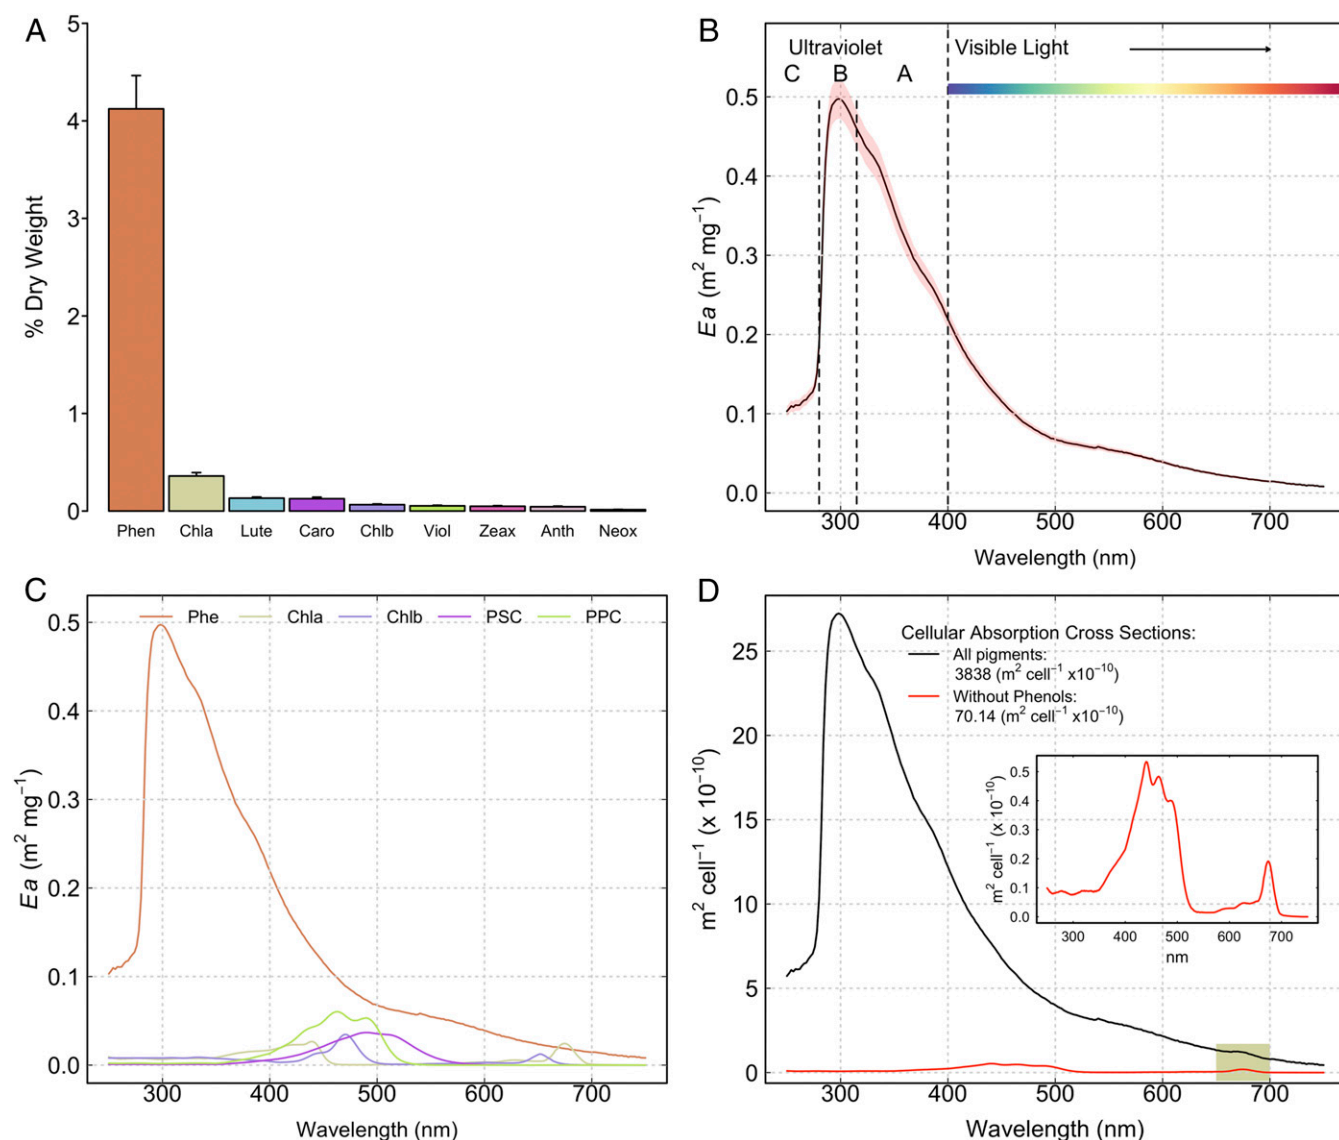 A
5
4
3
2
1
0
% Dry Weight
Phen Chla Lute Caro Chlb Viol Zeax Anth Neox
B
Ultraviolet Visible Light
C B A
0.5
0.4
0.3
0.2
0.1
0.0
Ea (m² mg⁻¹)
300 400 500 600 700
Wavelength (nm)
C
Phe Chla Chlb PSC PPC
0.5
0.4
0.3
0.2
0.1
0.0
Ea (m² mg⁻¹)
300 400 500 600 700
Wavelength (nm)
D
Cellular Absorption Cross Sections:
All pigments:
3838 (m² cell⁻¹ x10⁻¹⁰)
Without Phenols:
70.14 (m² cell⁻¹ x10⁻¹⁰)
25
20
15
10
5
0
m² cell⁻¹ (x 10⁻¹⁰)
300 400 500 600 700
Wavelength (nm)
0.5
0.4
0.3
0.2
0.1
0.0
m² cell⁻¹ (x 10⁻¹⁰)
300 400 500 600 700
nm